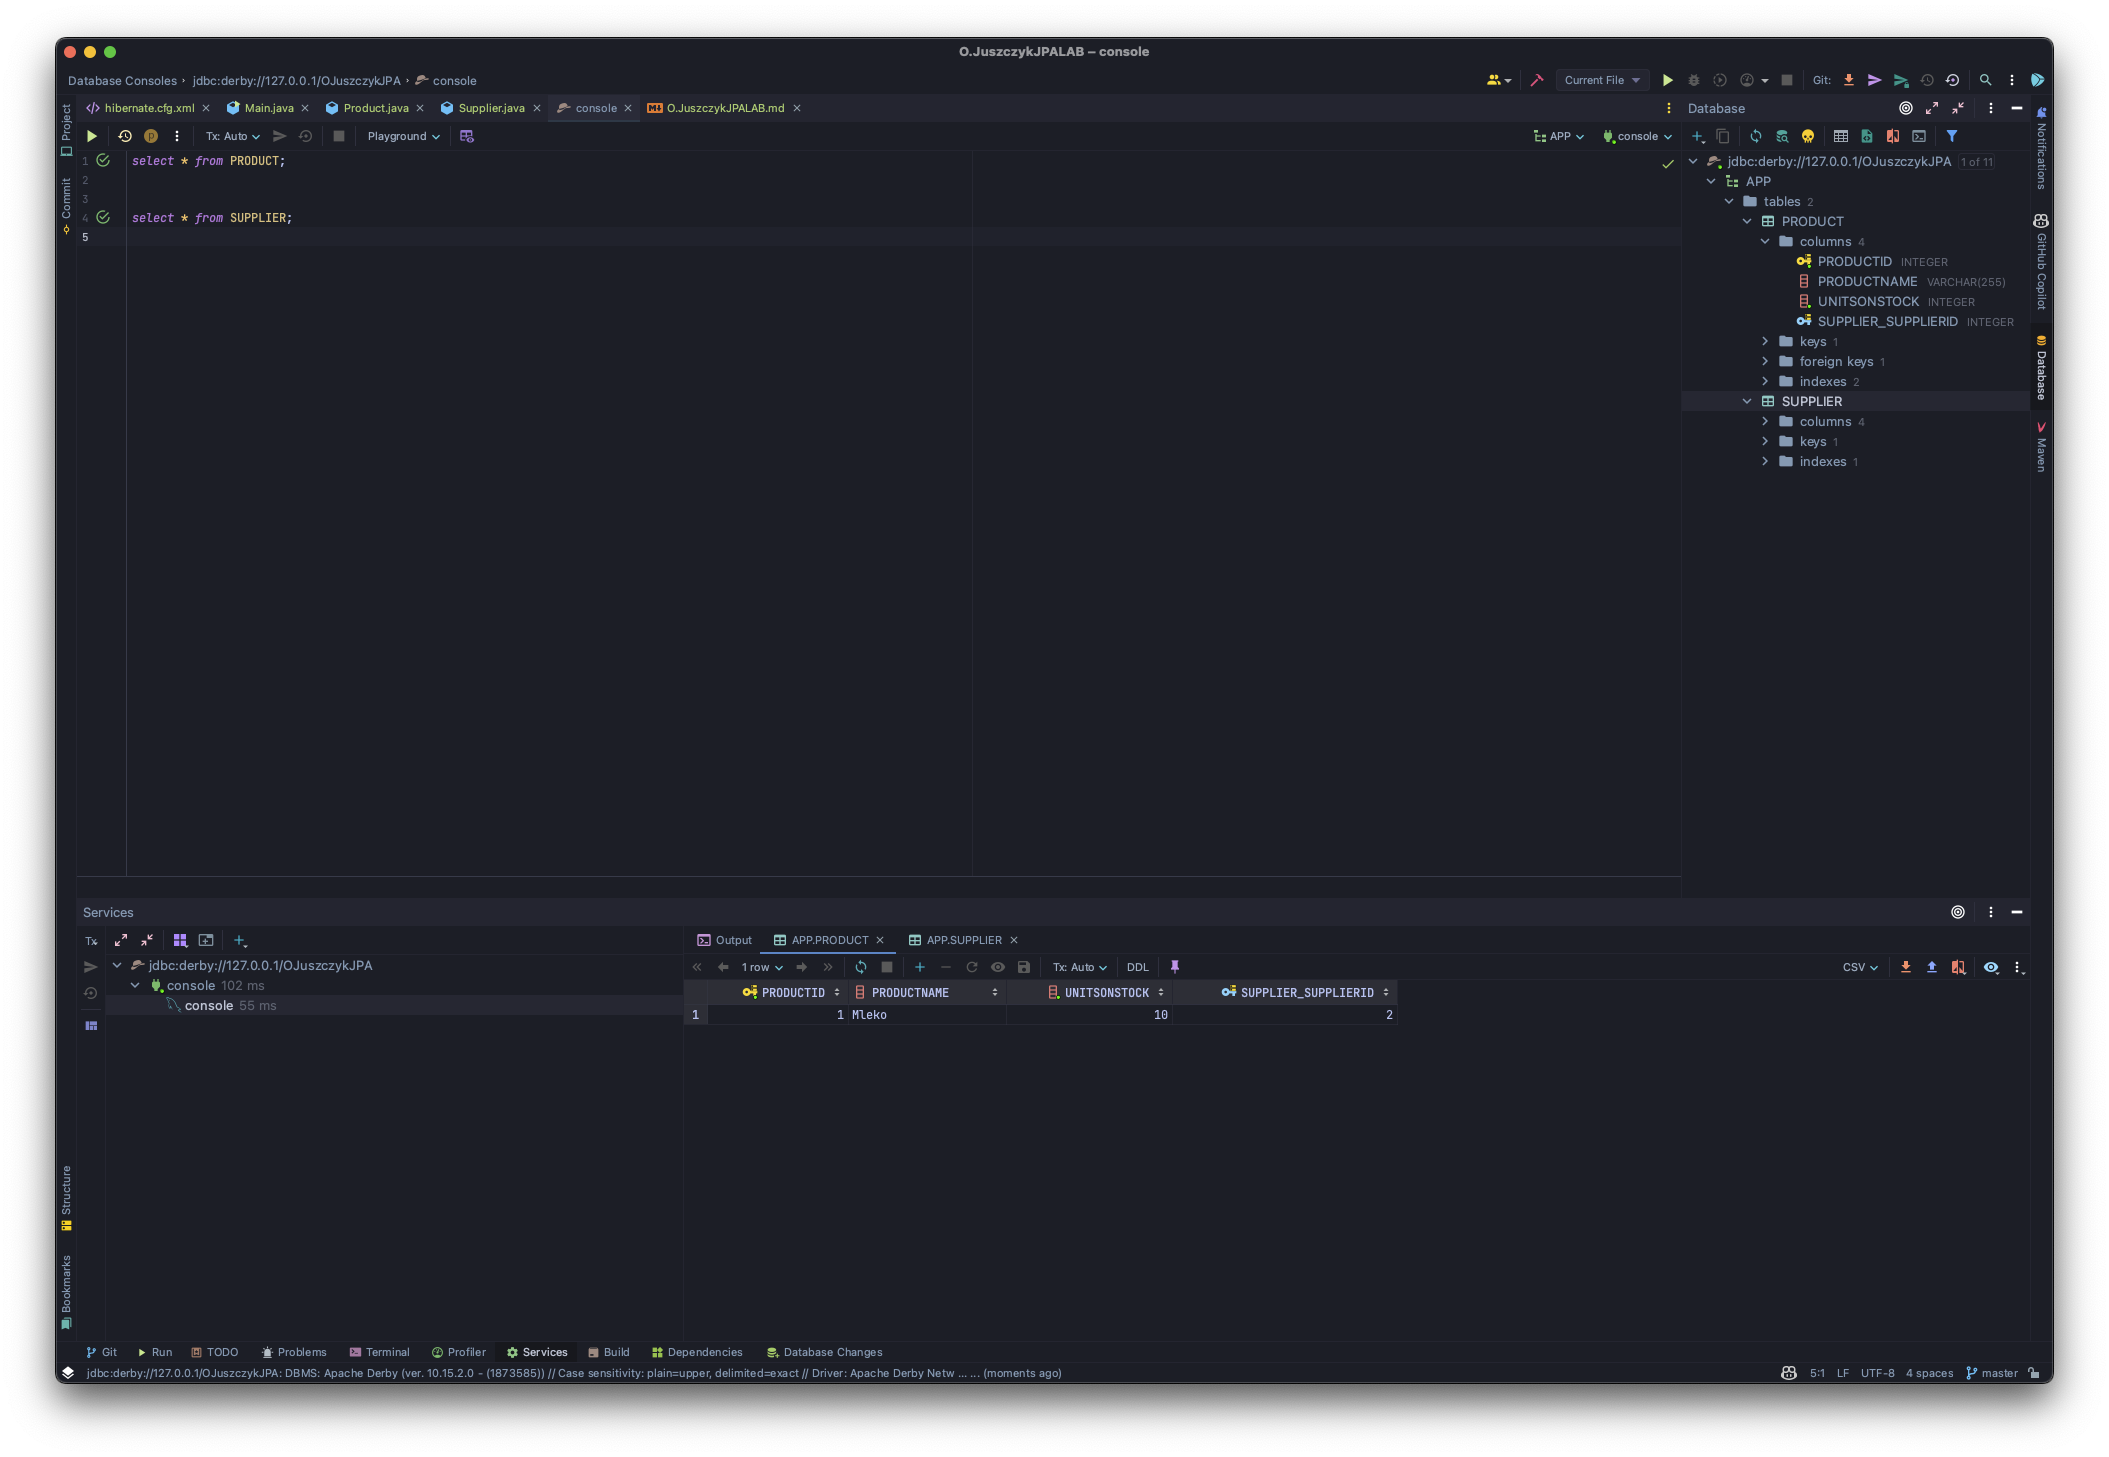 O.JuszczykJPALAB – console
Database Consoles › jdbc:derby://127.0.0.1/OJuszczykJPA › console
Current File
Git:
hibernate.cfg.xml
Main.java
Product.java
Supplier.java
console
O.JuszczykJPALAB.md
Database
Tx: Auto
Playground
APP
console
1 select * from PRODUCT;
2
3
4 select * from SUPPLIER;
5
jdbc:derby://127.0.0.1/OJuszczykJPA 1 of 11
APP
tables 2
PRODUCT
columns 4
PRODUCTID INTEGER
PRODUCTNAME VARCHAR(255)
UNITSONSTOCK INTEGER
SUPPLIER_SUPPLIERID INTEGER
keys 1
foreign keys 1
indexes 2
SUPPLIER
columns 4
keys 1
indexes 1
Project
Commit
Structure
Bookmarks
Notifications
GitHub Copilot
Database
Maven
Services
Tx
jdbc:derby://127.0.0.1/OJuszczykJPA
console 102 ms
console 55 ms
Output
APP.PRODUCT
APP.SUPPLIER
1 row
Tx: Auto
DDL
CSV
PRODUCTID PRODUCTNAME UNITSONSTOCK SUPPLIER_SUPPLIERID
1 1 Mleko 10 2
Git
Run
TODO
Problems
Terminal
Profiler
Services
Build
Dependencies
Database Changes
jdbc:derby://127.0.0.1/OJuszczykJPA: DBMS: Apache Derby (ver. 10.15.2.0 - (1873585)) // Case sensitivity: plain=upper, delimited=exact // Driver: Apache Derby Netw ... ... (moments ago)
5:1 LF UTF-8 4 spaces master